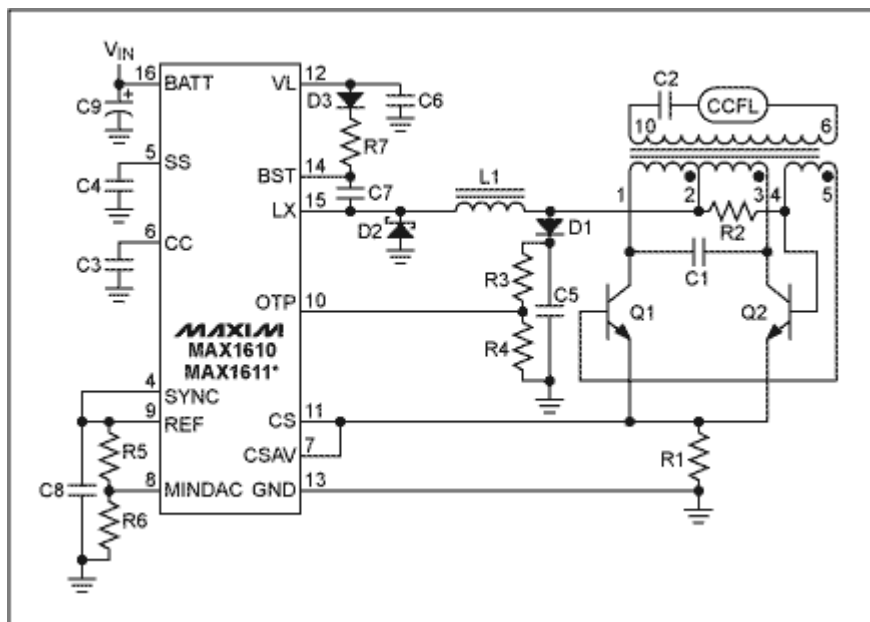 VIN
16 BATT VL 12
C9 +
D3 C6
C2 CCFL
10 6
R7
5 SS
BST 14
C4
C7
L1
LX 15
1 2 3 4 5
D2 D1 R2
6 CC
C3
R3 C5 C1
OTP 10
Q1 Q2
MAXIM
MAX1610
MAX1611*
R4
4 SYNC
9 REF CS 11
R5
CSAV 7
R1
8 MINDAC GND 13
C8
R6